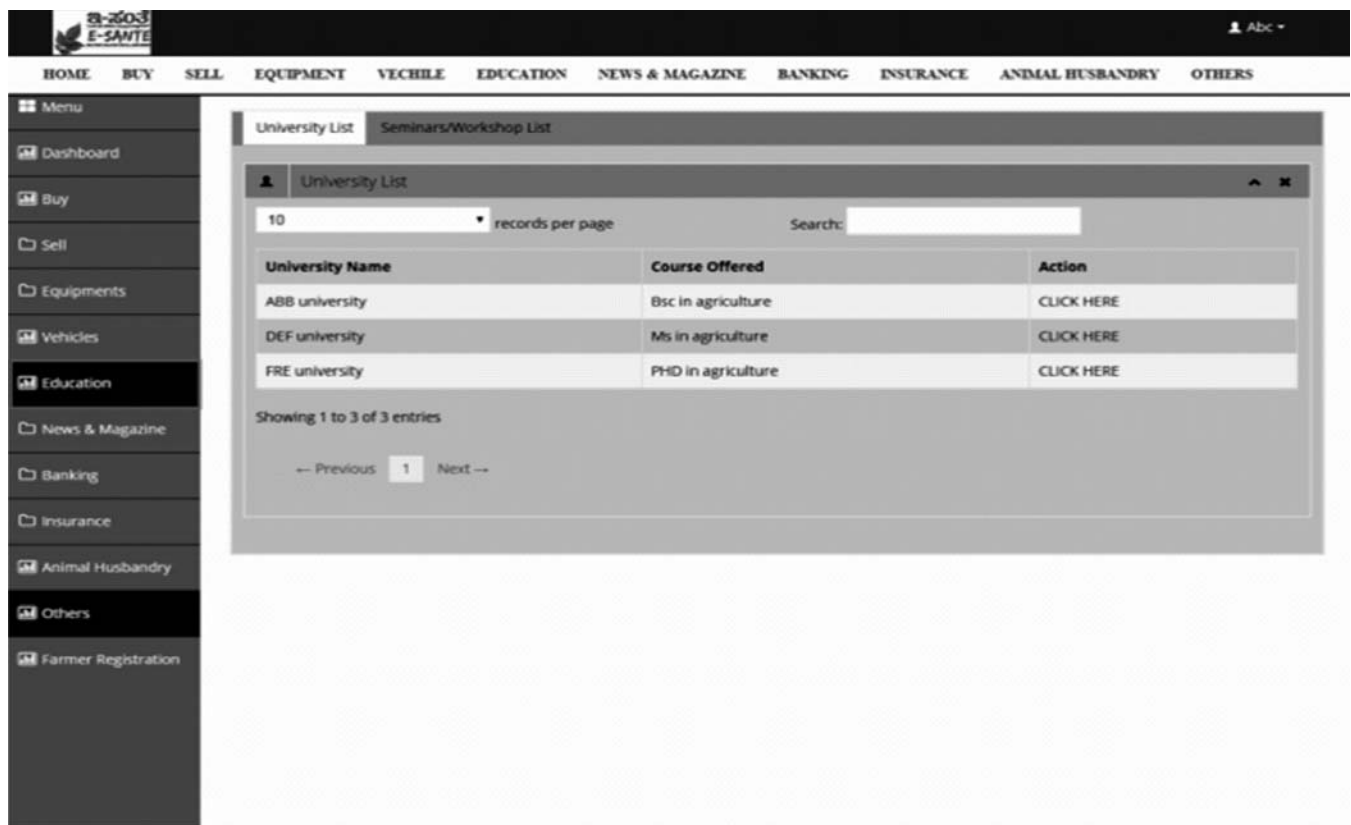 ಇ-ಸಂತೆ
E-SANTE
Abc
HOME BUY SELL EQUIPMENT VECHILE EDUCATION NEWS & MAGAZINE BANKING INSURANCE ANIMAL HUSBANDRY OTHERS
Menu
Dashboard
Buy
Sell
Equipments
Vehicles
Education
News & Magazine
Banking
Insurance
Animal Husbandry
Others
Farmer Registration
University List Seminars/Workshop List
University List
10 records per page Search:
University Name Course Offered Action
ABB university Bsc in agriculture CLICK HERE
DEF university Ms in agriculture CLICK HERE
FRE university PHD in agriculture CLICK HERE
Showing 1 to 3 of 3 entries
← Previous 1 Next →